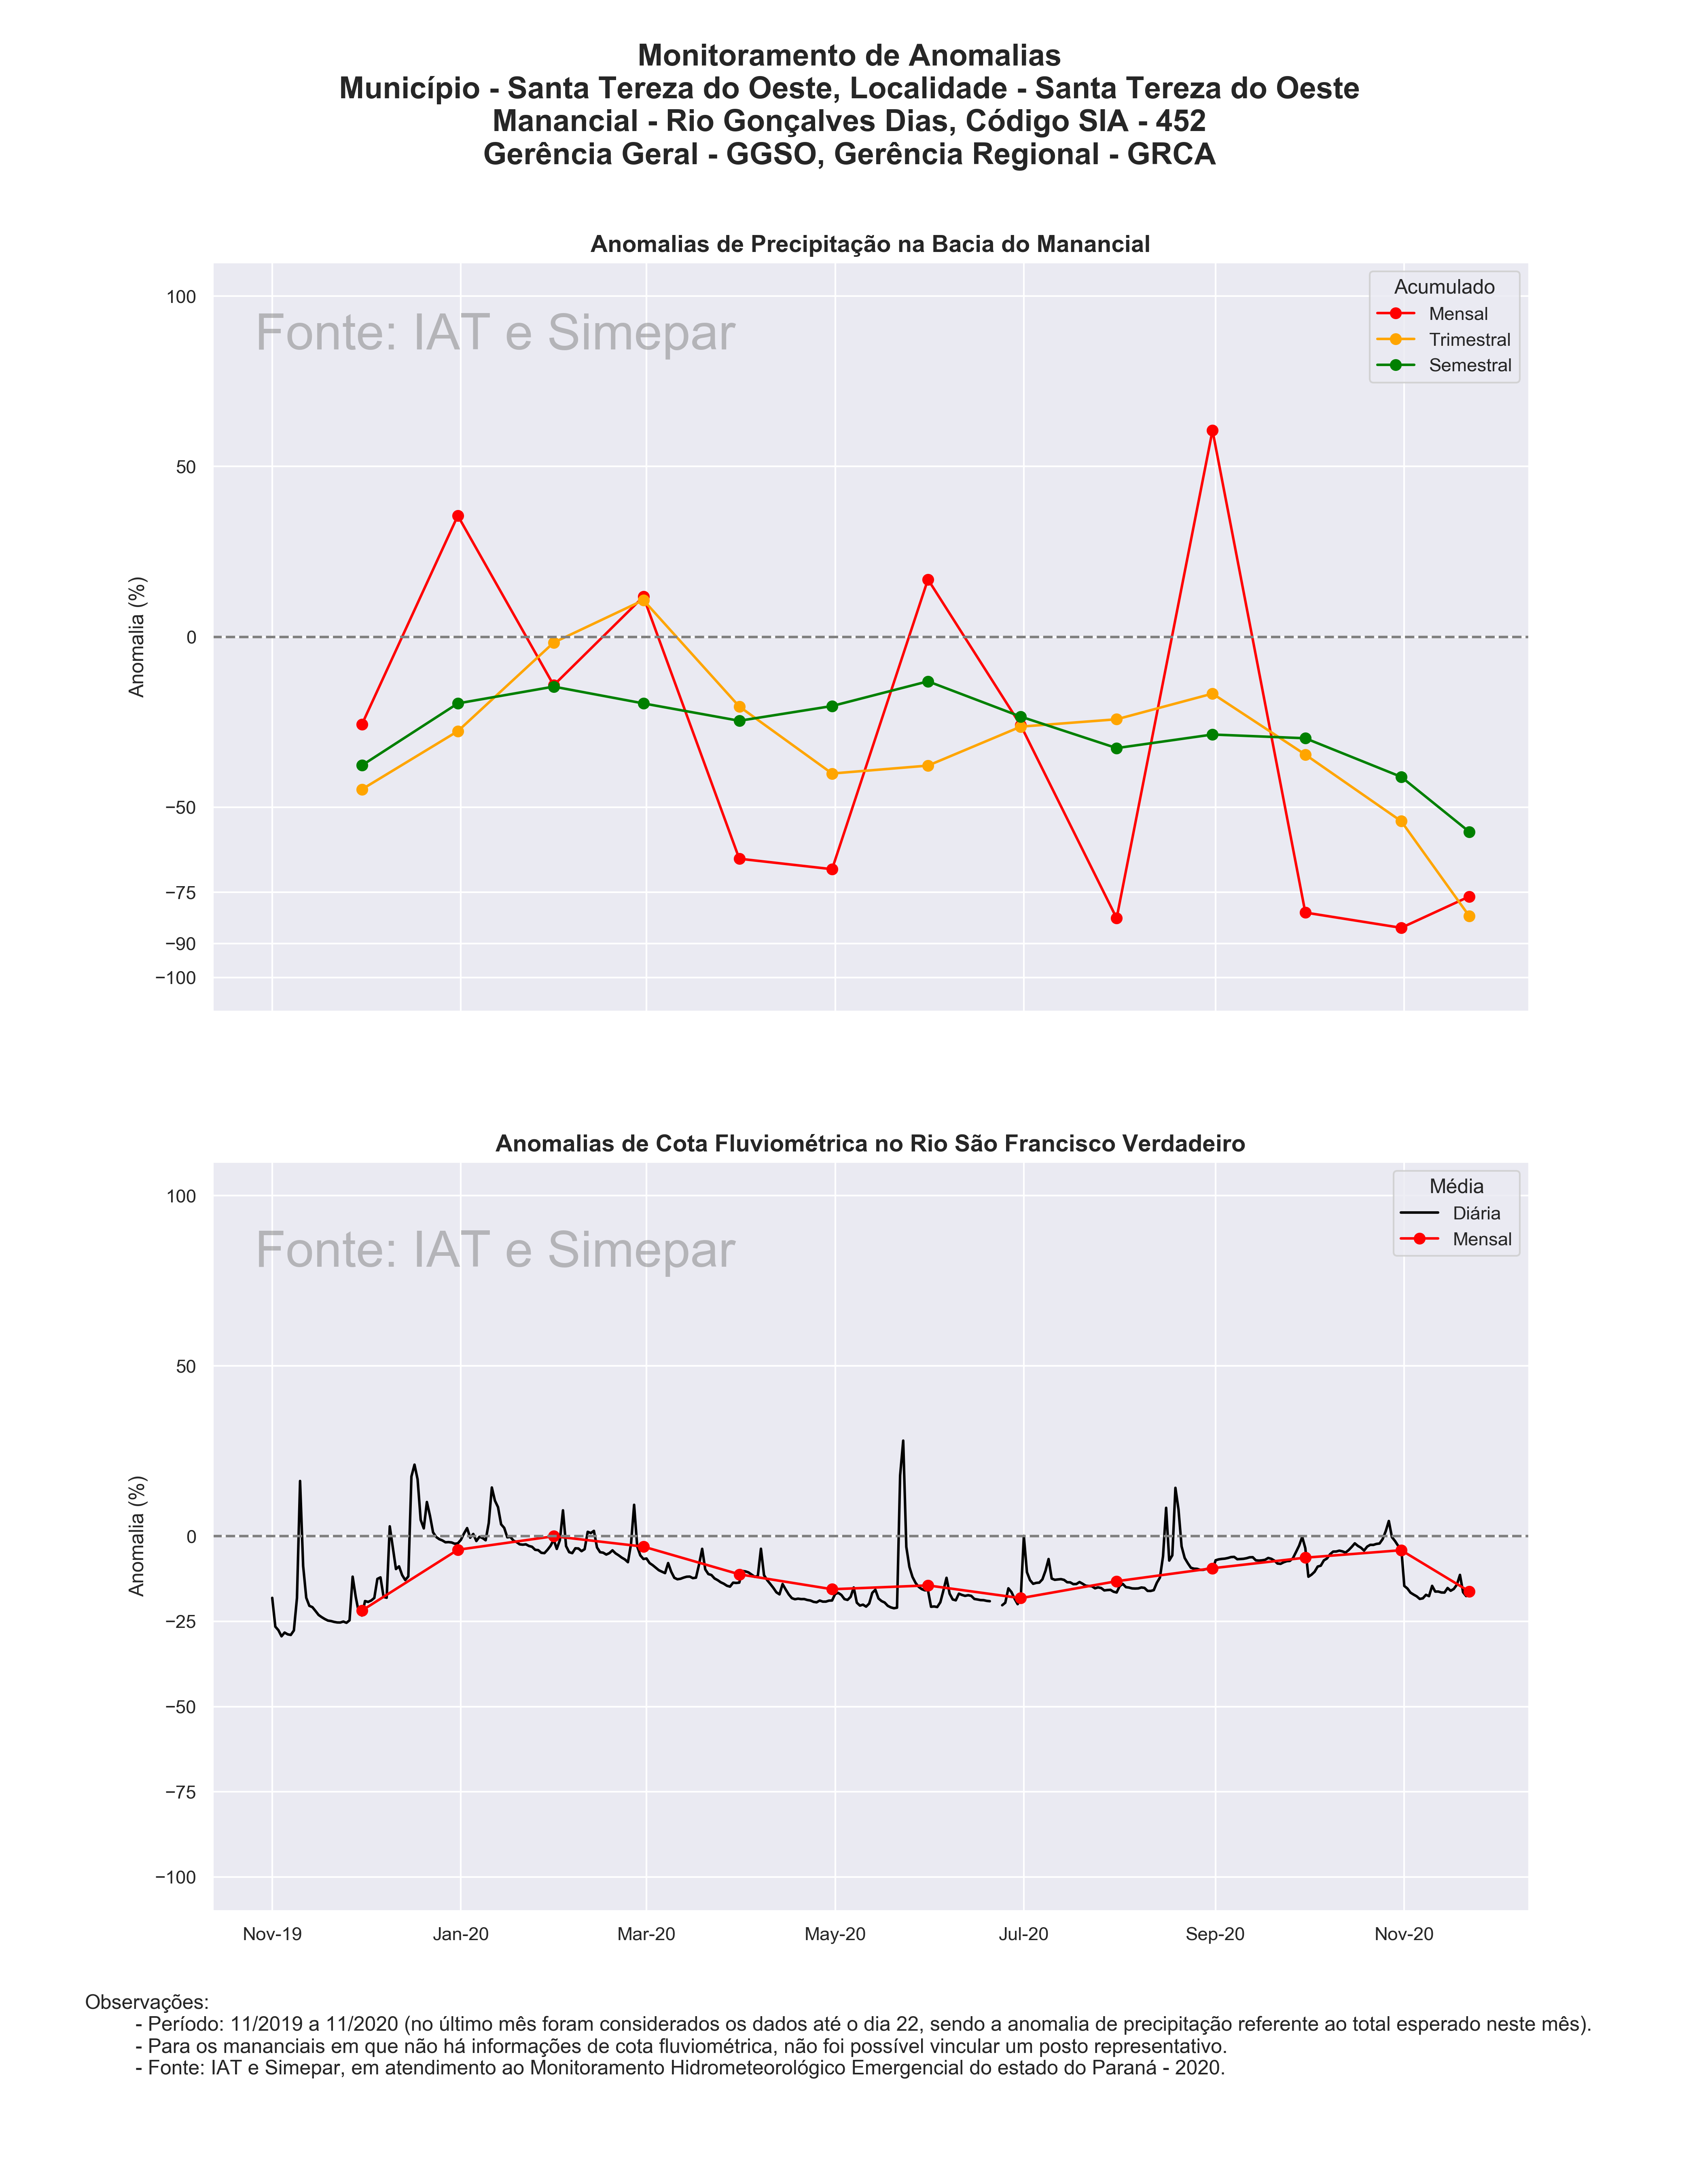 Monitoramento de Anomalias
Município - Santa Tereza do Oeste, Localidade - Santa Tereza do Oeste
Manancial - Rio Gonçalves Dias, Código SIA - 452
Gerência Geral - GGSO, Gerência Regional - GRCA
Anomalias de Precipitação na Bacia do Manancial
Fonte: IAT e Simepar
Acumulado
Mensal
Trimestral
Semestral
Anomalia (%)
100
50
0
−50
−75
−90
−100
Anomalias de Cota Fluviométrica no Rio São Francisco Verdadeiro
Fonte: IAT e Simepar
Média
Diária
Mensal
Anomalia (%)
100
50
0
−25
−50
−75
−100
Nov-19 Jan-20 Mar-20 May-20 Jul-20 Sep-20 Nov-20
Observações:
- Período: 11/2019 a 11/2020 (no último mês foram considerados os dados até o dia 22, sendo a anomalia de precipitação referente ao total esperado neste mês).
- Para os mananciais em que não há informações de cota fluviométrica, não foi possível vincular um posto representativo.
- Fonte: IAT e Simepar, em atendimento ao Monitoramento Hidrometeorológico Emergencial do estado do Paraná - 2020.